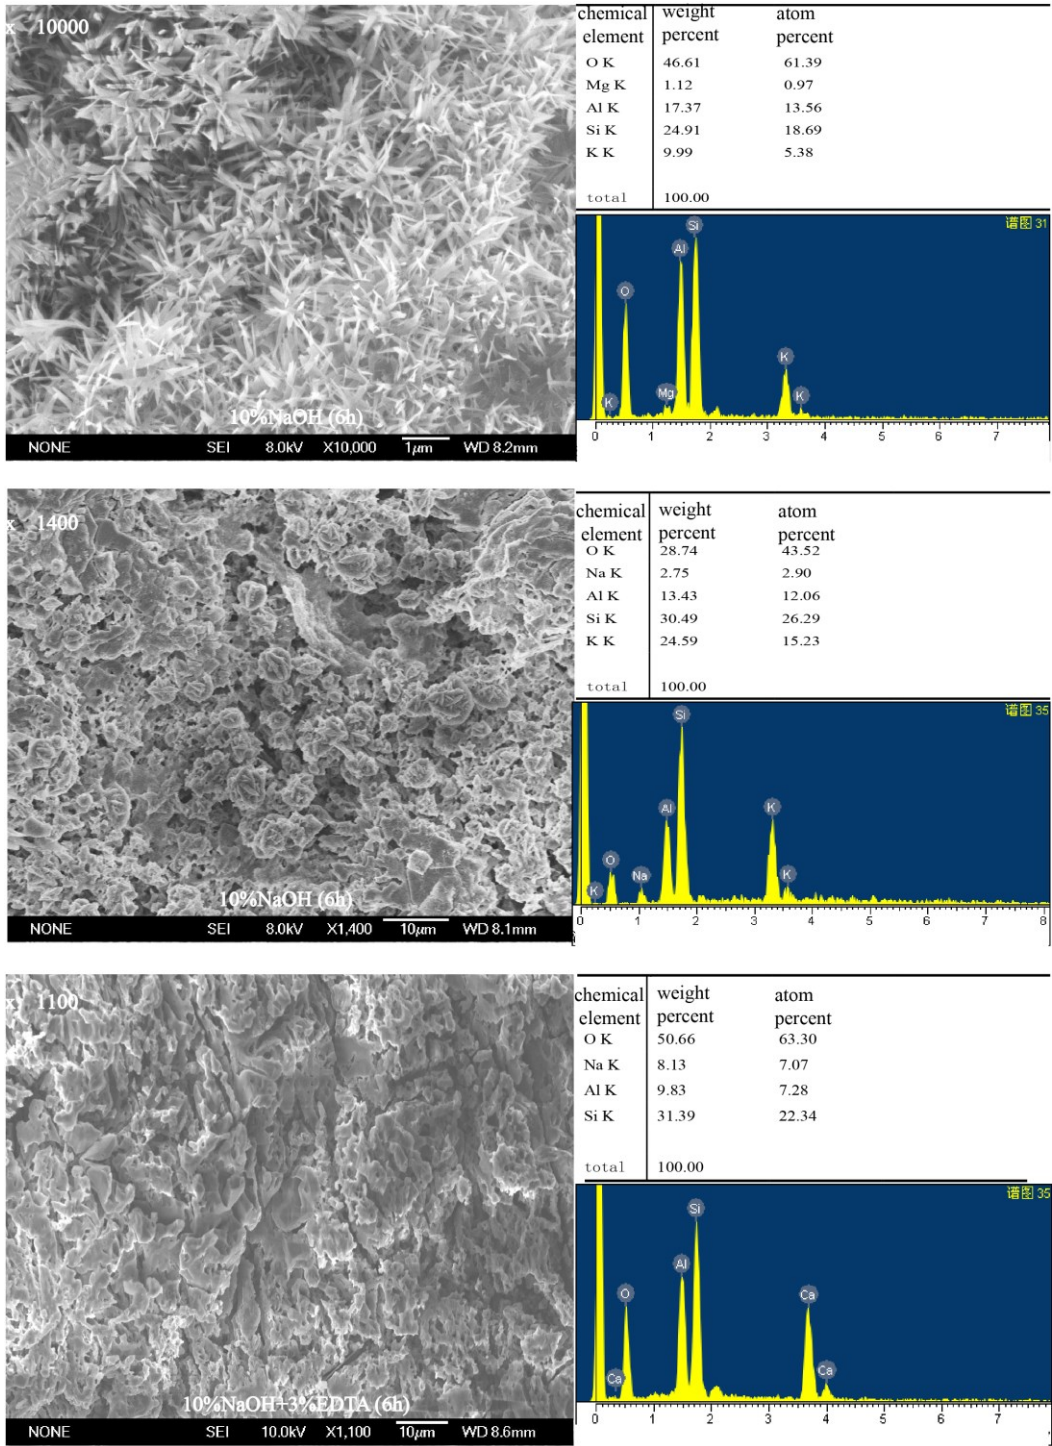 x 10000
10%NaOH (6h)
NONE SEI 8.0kV X10,000 1μm WD 8.2mm
chemical element weight percent atom percent
O K 46.61 61.39
Mg K 1.12 0.97
Al K 17.37 13.56
Si K 24.91 18.69
K K 9.99 5.38
total 100.00
谱图 31
Si
Al
O
K
Mg
K
K
0 1 2 3 4 5 6 7
x 1400
10%NaOH (6h)
NONE SEI 8.0kV X1,400 10μm WD 8.1mm
chemical element weight percent atom percent
O K 28.74 43.52
Na K 2.75 2.90
Al K 13.43 12.06
Si K 30.49 26.29
K K 24.59 15.23
total 100.00
谱图 35
Si
Al
K
O
Na
K
K
0 1 2 3 4 5 6 7 8
x 1100
10%NaOH+3%EDTA (6h)
NONE SEI 10.0kV X1,100 10μm WD 8.6mm
chemical element weight percent atom percent
O K 50.66 63.30
Na K 8.13 7.07
Al K 9.83 7.28
Si K 31.39 22.34
total 100.00
谱图 35
Si
Al
O
Ca
Ca
Ca
0 1 2 3 4 5 6 7